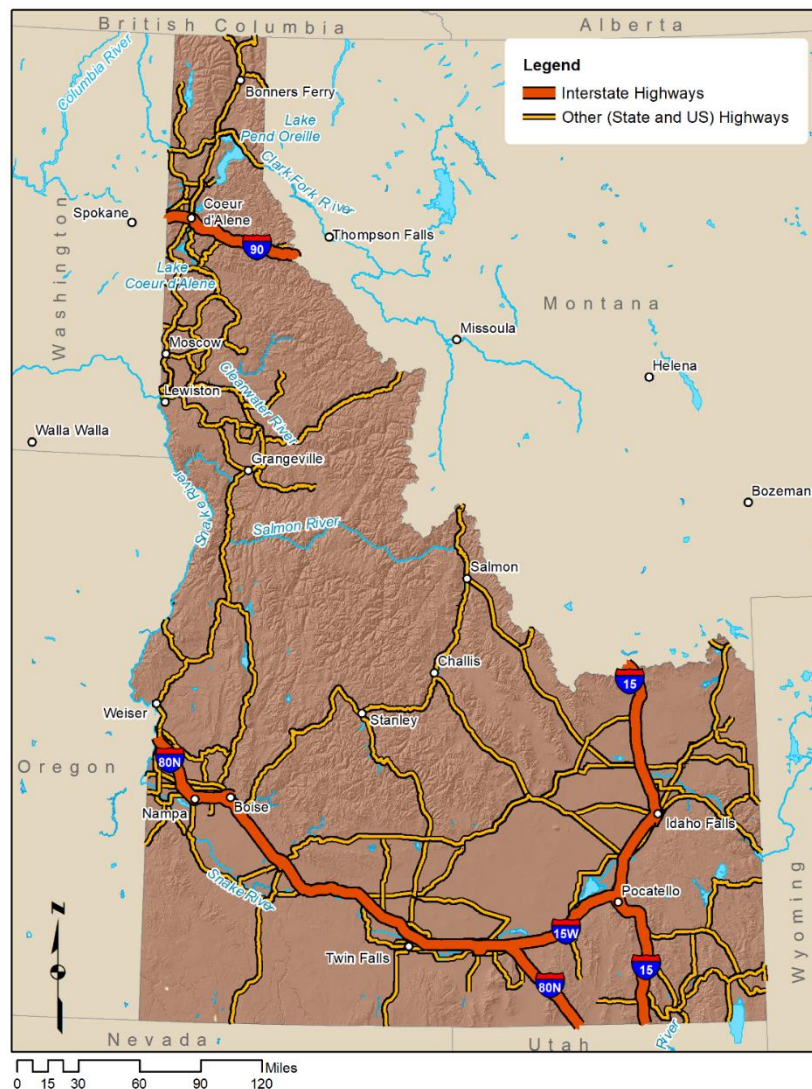 British Columbia
Alberta
Legend
Interstate Highways
Other (State and US) Highways
Columbia River
Bonners Ferry
Lake
Pend Oreille
Clark Fork River
Washington
Spokane
Coeur
d'Alene
Thompson Falls
90
Lake
Coeur d'Alene
Montana
Missoula
Moscow
Helena
Lewiston
Clearwater River
Walla Walla
Grangeville
Bozeman
Snake River
Salmon River
Salmon
Challis
15
Weiser
Stanley
80N
Oregon
Nampa
Boise
Idaho Falls
Snake River
Pocatello
Wyoming
15W
Twin Falls
15
80N
N
Nevada
Utah
River
Miles
0 15 30 60 90 120